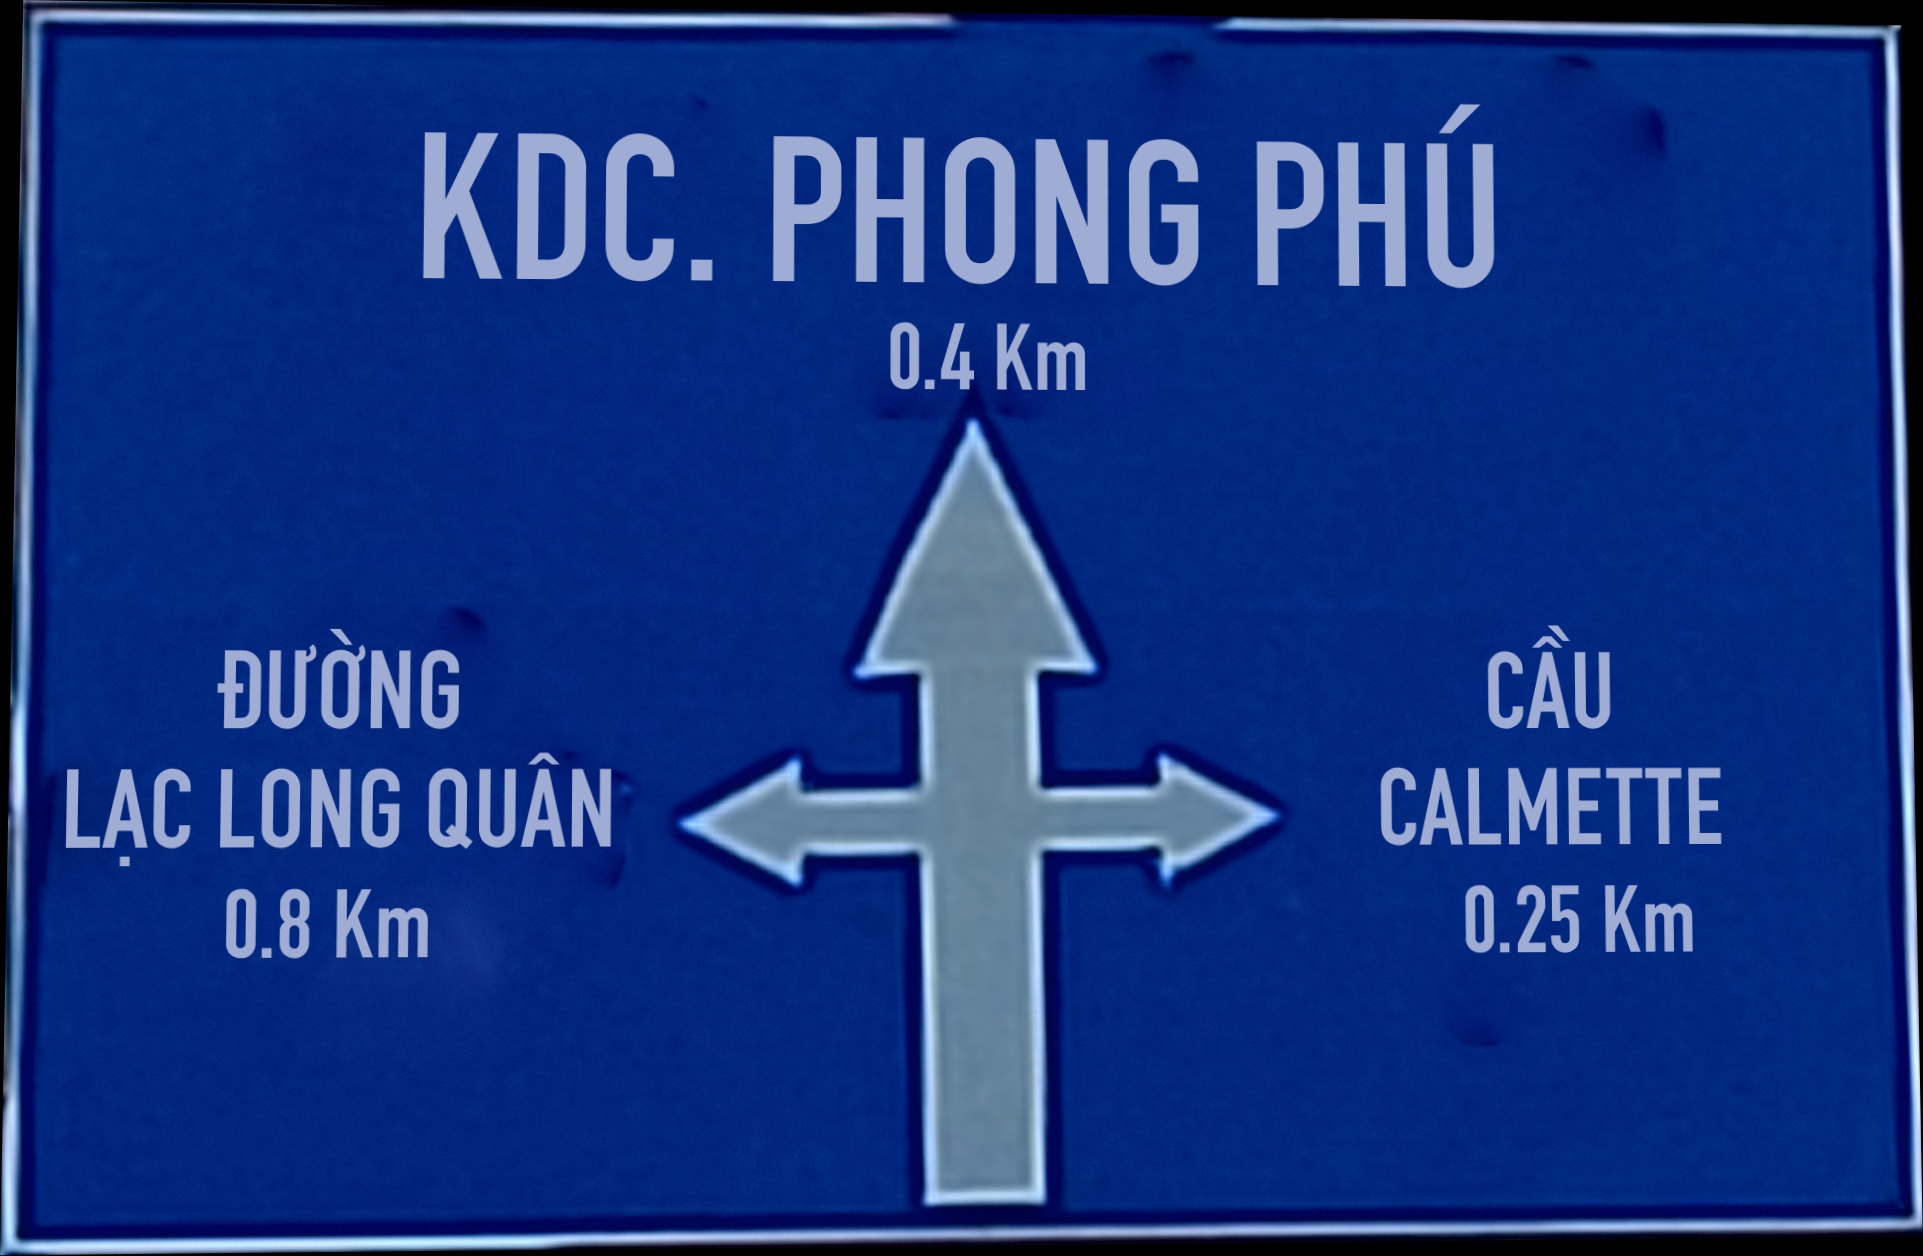 KDC. PHONG PHÚ
0.4 Km
ĐƯỜNG
LẠC LONG QUÂN
0.8 Km
CẦU
CALMETTE
0.25 Km